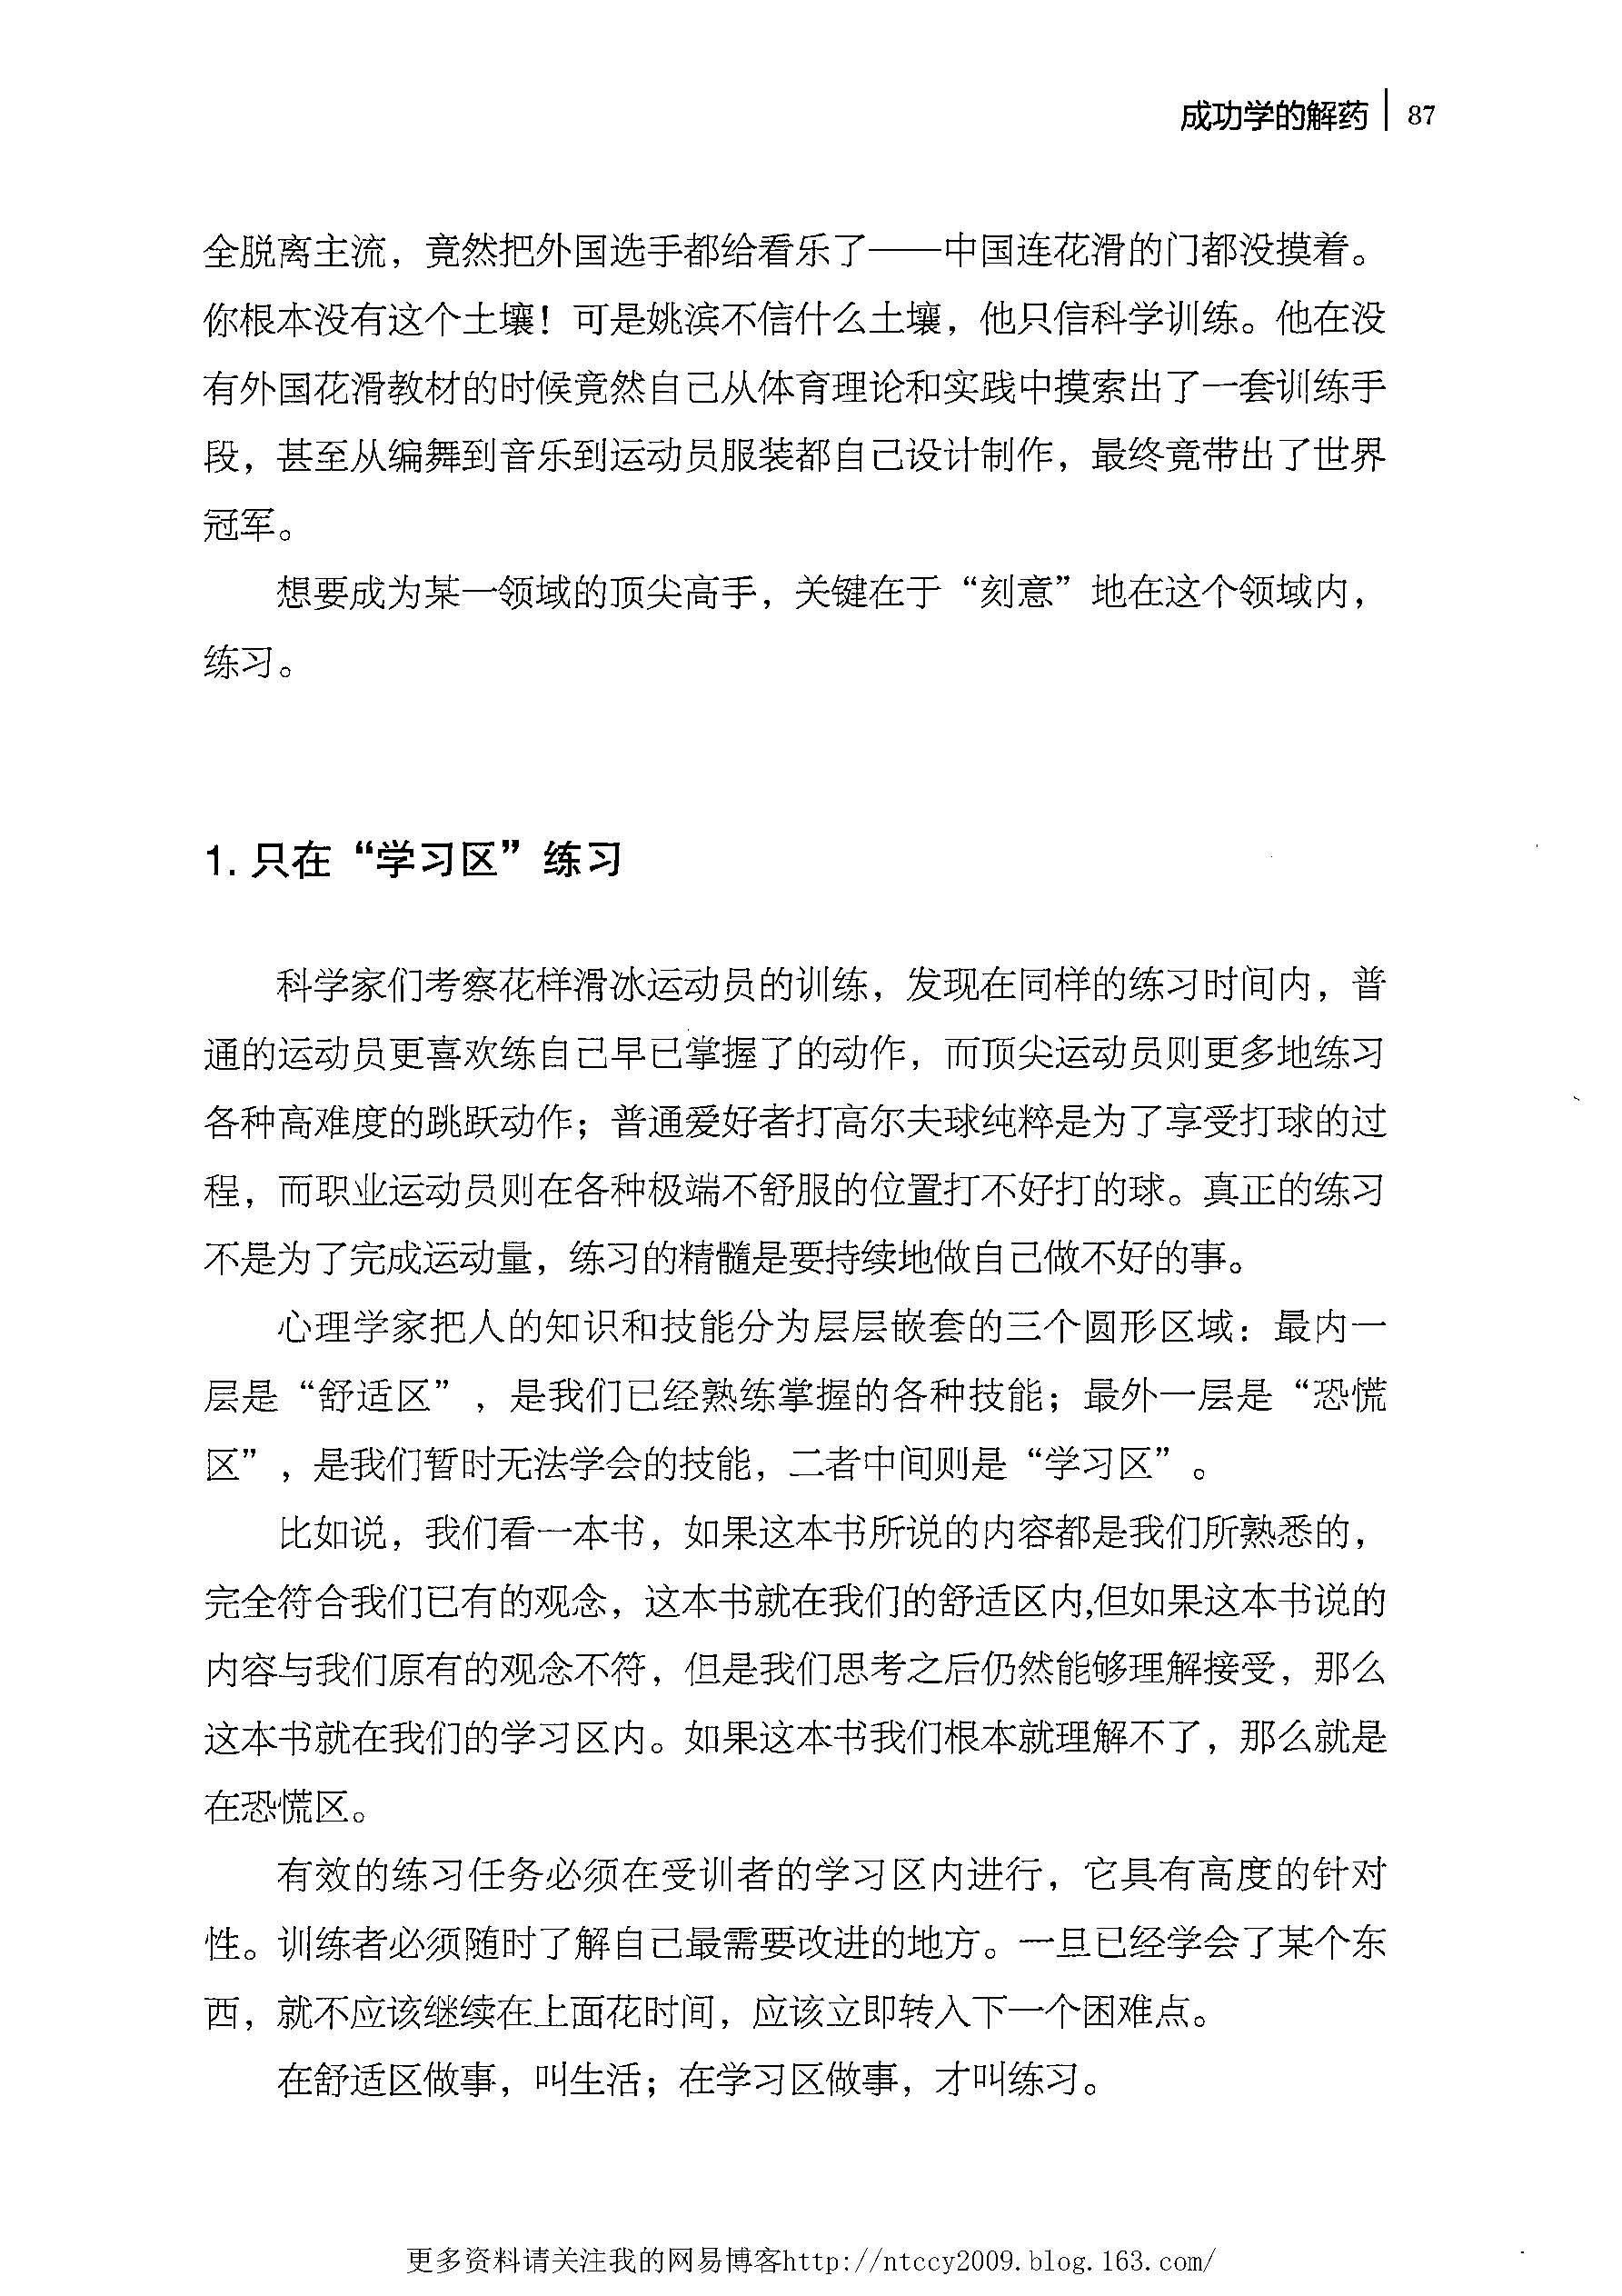 成功学的解药 | 87
全脱离主流，竟然把外国选手都给看乐了——中国连花滑的门都没摸着。
你根本没有这个土壤！可是姚滨不信什么土壤，他只信科学训练。他在没
有外国花滑教材的时候竟然自己从体育理论和实践中摸索出了一套训练手
段，甚至从编舞到音乐到运动员服装都自己设计制作，最终竟带出了世界
冠军。
想要成为某一领域的顶尖高手，关键在于“刻意”地在这个领域内，
练习。
1. 只在“学习区”练习
科学家们考察花样滑冰运动员的训练，发现在同样的练习时间内，普
通的运动员更喜欢练自己早已掌握了的动作，而顶尖运动员则更多地练习
各种高难度的跳跃动作；普通爱好者打高尔夫球纯粹是为了享受打球的过
程，而职业运动员则在各种极端不舒服的位置打不好打的球。真正的练习
不是为了完成运动量，练习的精髓是要持续地做自己做不好的事。
心理学家把人的知识和技能分为层层嵌套的三个圆形区域：最内一
层是“舒适区”，是我们已经熟练掌握的各种技能；最外一层是“恐慌
区”，是我们暂时无法学会的技能，二者中间则是“学习区”。
比如说，我们看一本书，如果这本书所说的内容都是我们所熟悉的，
完全符合我们已有的观念，这本书就在我们的舒适区内,但如果这本书说的
内容与我们原有的观念不符，但是我们思考之后仍然能够理解接受，那么
这本书就在我们的学习区内。如果这本书我们根本就理解不了，那么就是
在恐慌区。
有效的练习任务必须在受训者的学习区内进行，它具有高度的针对
性。训练者必须随时了解自己最需要改进的地方。一旦已经学会了某个东
西，就不应该继续在上面花时间，应该立即转入下一个困难点。
在舒适区做事，叫生活；在学习区做事，才叫练习。
更多资料请关注我的网易博客http://ntccy2009.blog.163.com/